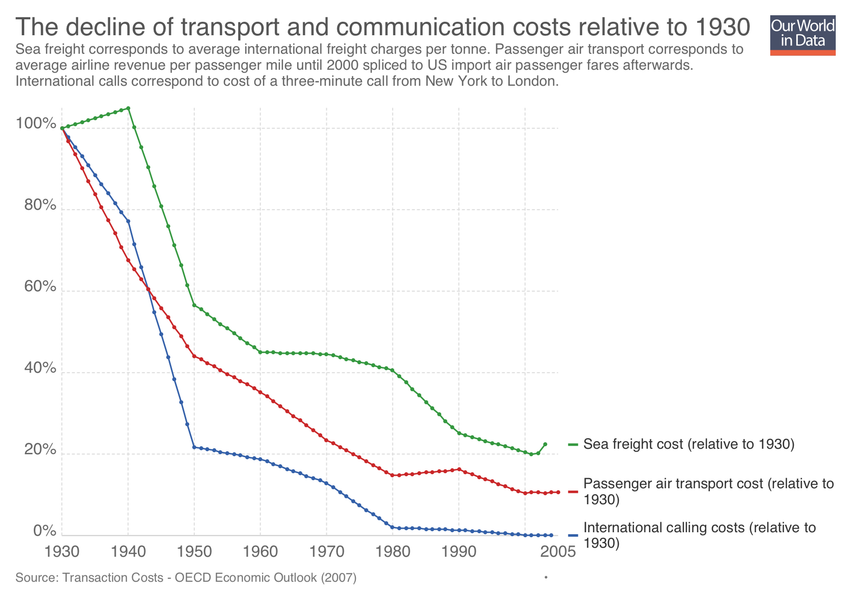 The decline of transport and communication costs relative to 1930
Our World
in Data
Sea freight corresponds to average international freight charges per tonne. Passenger air transport corresponds to
average airline revenue per passenger mile until 2000 spliced to US import air passenger fares afterwards.
International calls correspond to cost of a three-minute call from New York to London.
100%
80%
60%
40%
20%
0%
1930 1940 1950 1960 1970 1980 1990 2005
Sea freight cost (relative to 1930)
Passenger air transport cost (relative to
1930)
International calling costs (relative to
1930)
Source: Transaction Costs - OECD Economic Outlook (2007)